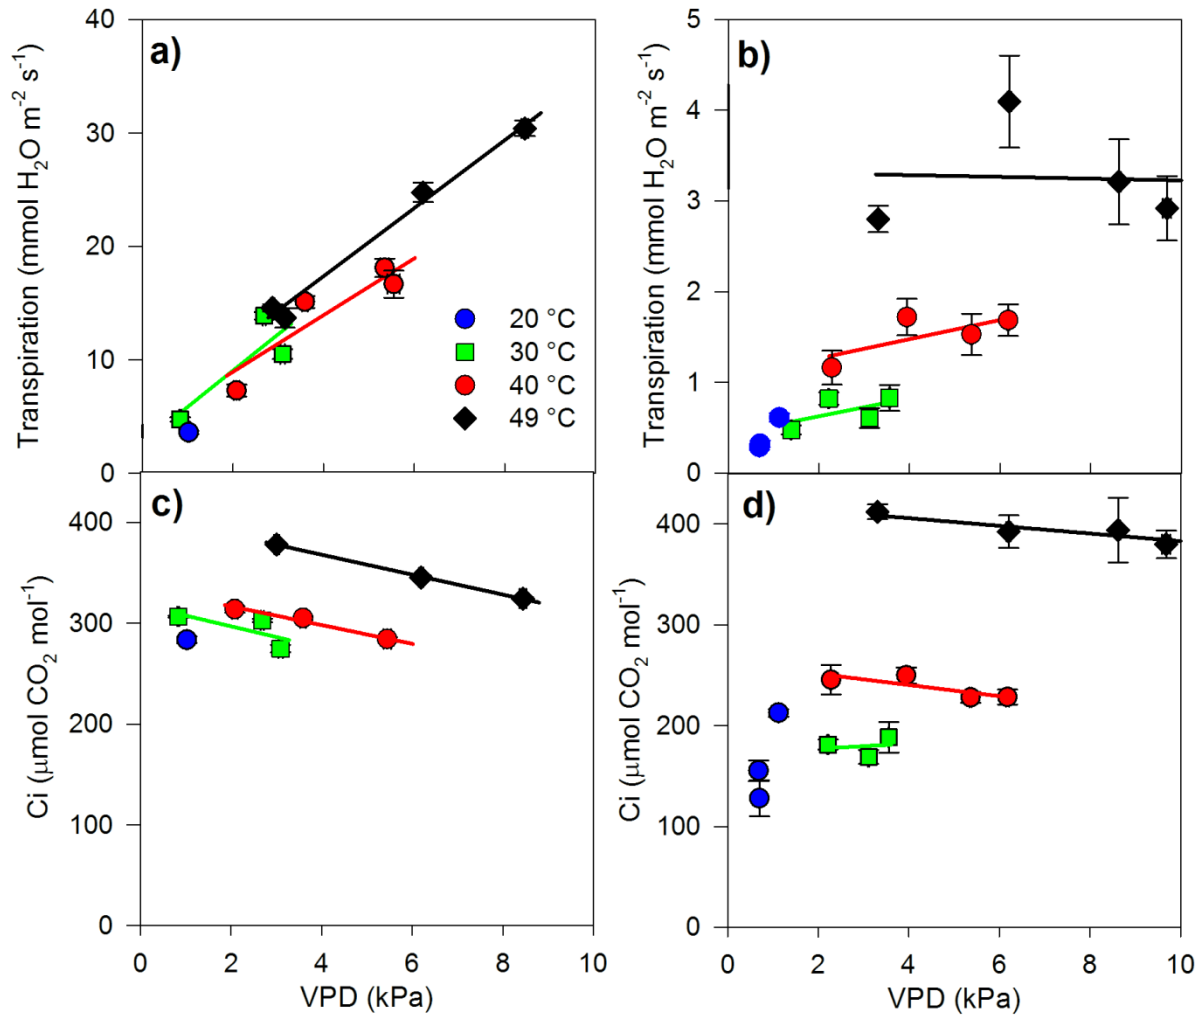 a)
Transpiration (mmol H₂O m⁻² s⁻¹)
40
30
20
10
0
20 °C
30 °C
40 °C
49 °C
b)
Transpiration (mmol H₂O m⁻² s⁻¹)
5
4
3
2
1
0
c)
Ci (μmol CO₂ mol⁻¹)
400
300
200
100
0
0 2 4 6 8 10
VPD (kPa)
d)
Ci (μmol CO₂ mol⁻¹)
400
300
200
100
0
0 2 4 6 8 10
VPD (kPa)